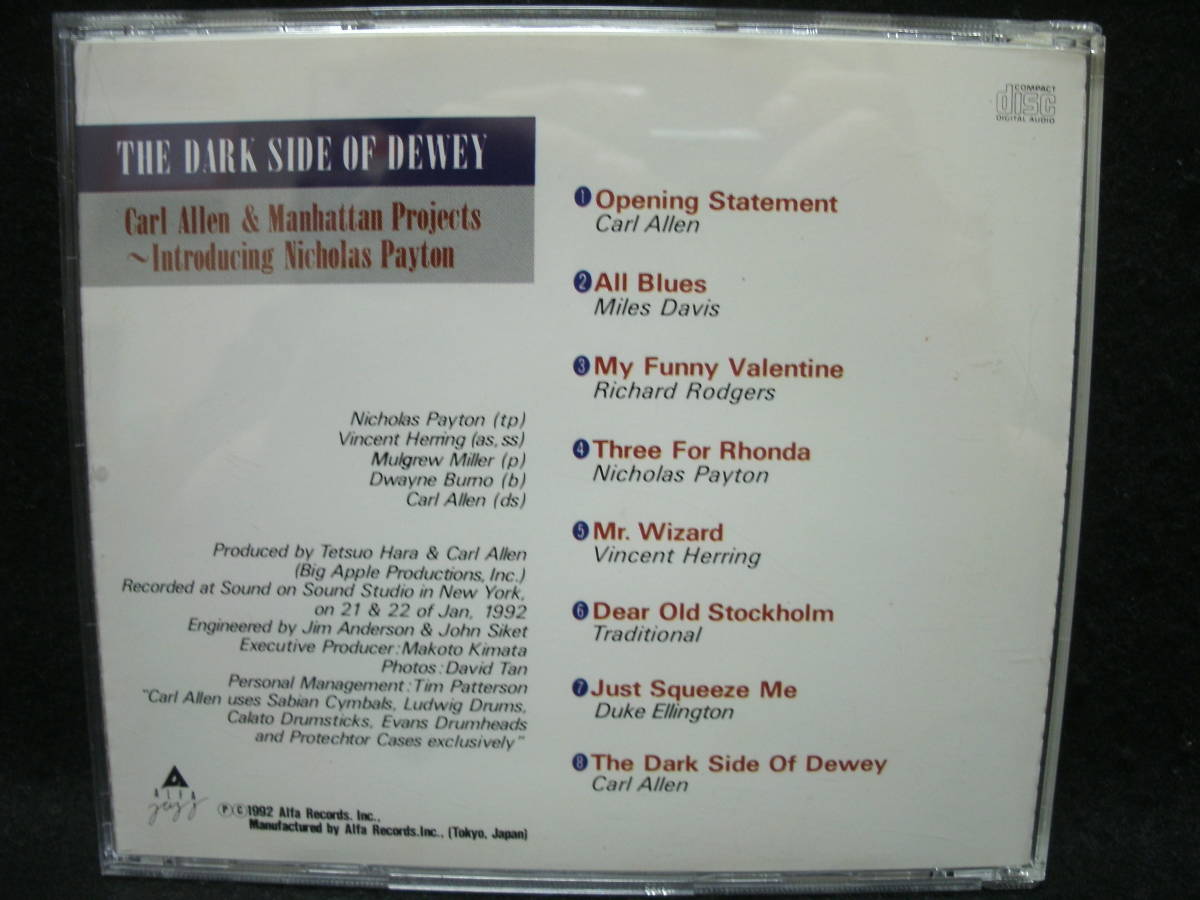 COMPACT
disc
DIGITAL AUDIO
THE DARK SIDE OF DEWEY
Carl Allen & Manhattan Projects
~Introducing Nicholas Payton
Nicholas Payton (tp)
Vincent Herring (as, ss)
Mulgrew Miller (p)
Dwayne Burno (b)
Carl Allen (ds)
Produced by Tetsuo Hara & Carl Allen
(Big Apple Productions, Inc.)
Recorded at Sound on Sound Studio in New York,
on 21 & 22 of Jan, 1992
Engineered by Jim Anderson & John Siket
Executive Producer: Makoto Kimata
Photos: David Tan
Personal Management: Tim Patterson
"Carl Allen uses Sabian Cymbals, Ludwig Drums,
Calato Drumsticks, Evans Drumheads
and Protechtor Cases exclusively"
ALFA
jazz
ⓅⒸ1992 Alfa Records. Inc.,
Manufactured by Alfa Records.Inc., (Tokyo, Japan)
1 Opening Statement
Carl Allen
2 All Blues
Miles Davis
3 My Funny Valentine
Richard Rodgers
4 Three For Rhonda
Nicholas Payton
5 Mr. Wizard
Vincent Herring
6 Dear Old Stockholm
Traditional
7 Just Squeeze Me
Duke Ellington
8 The Dark Side Of Dewey
Carl Allen